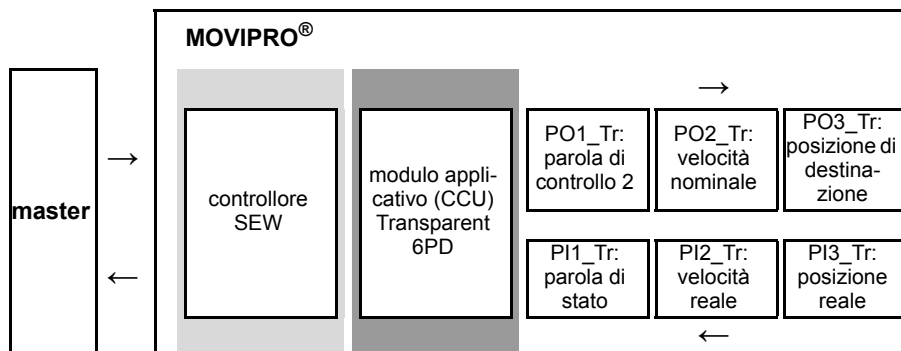 MOVIPRO®
master
→
←
controllore
SEW
modulo appli-
cativo (CCU)
Transparent
6PD
→
PO1_Tr:
parola di
controllo 2
PO2_Tr:
velocità
nominale
PO3_Tr:
posizione di
destina-
zione
PI1_Tr:
parola di
stato
PI2_Tr:
velocità
reale
PI3_Tr:
posizione
reale
←